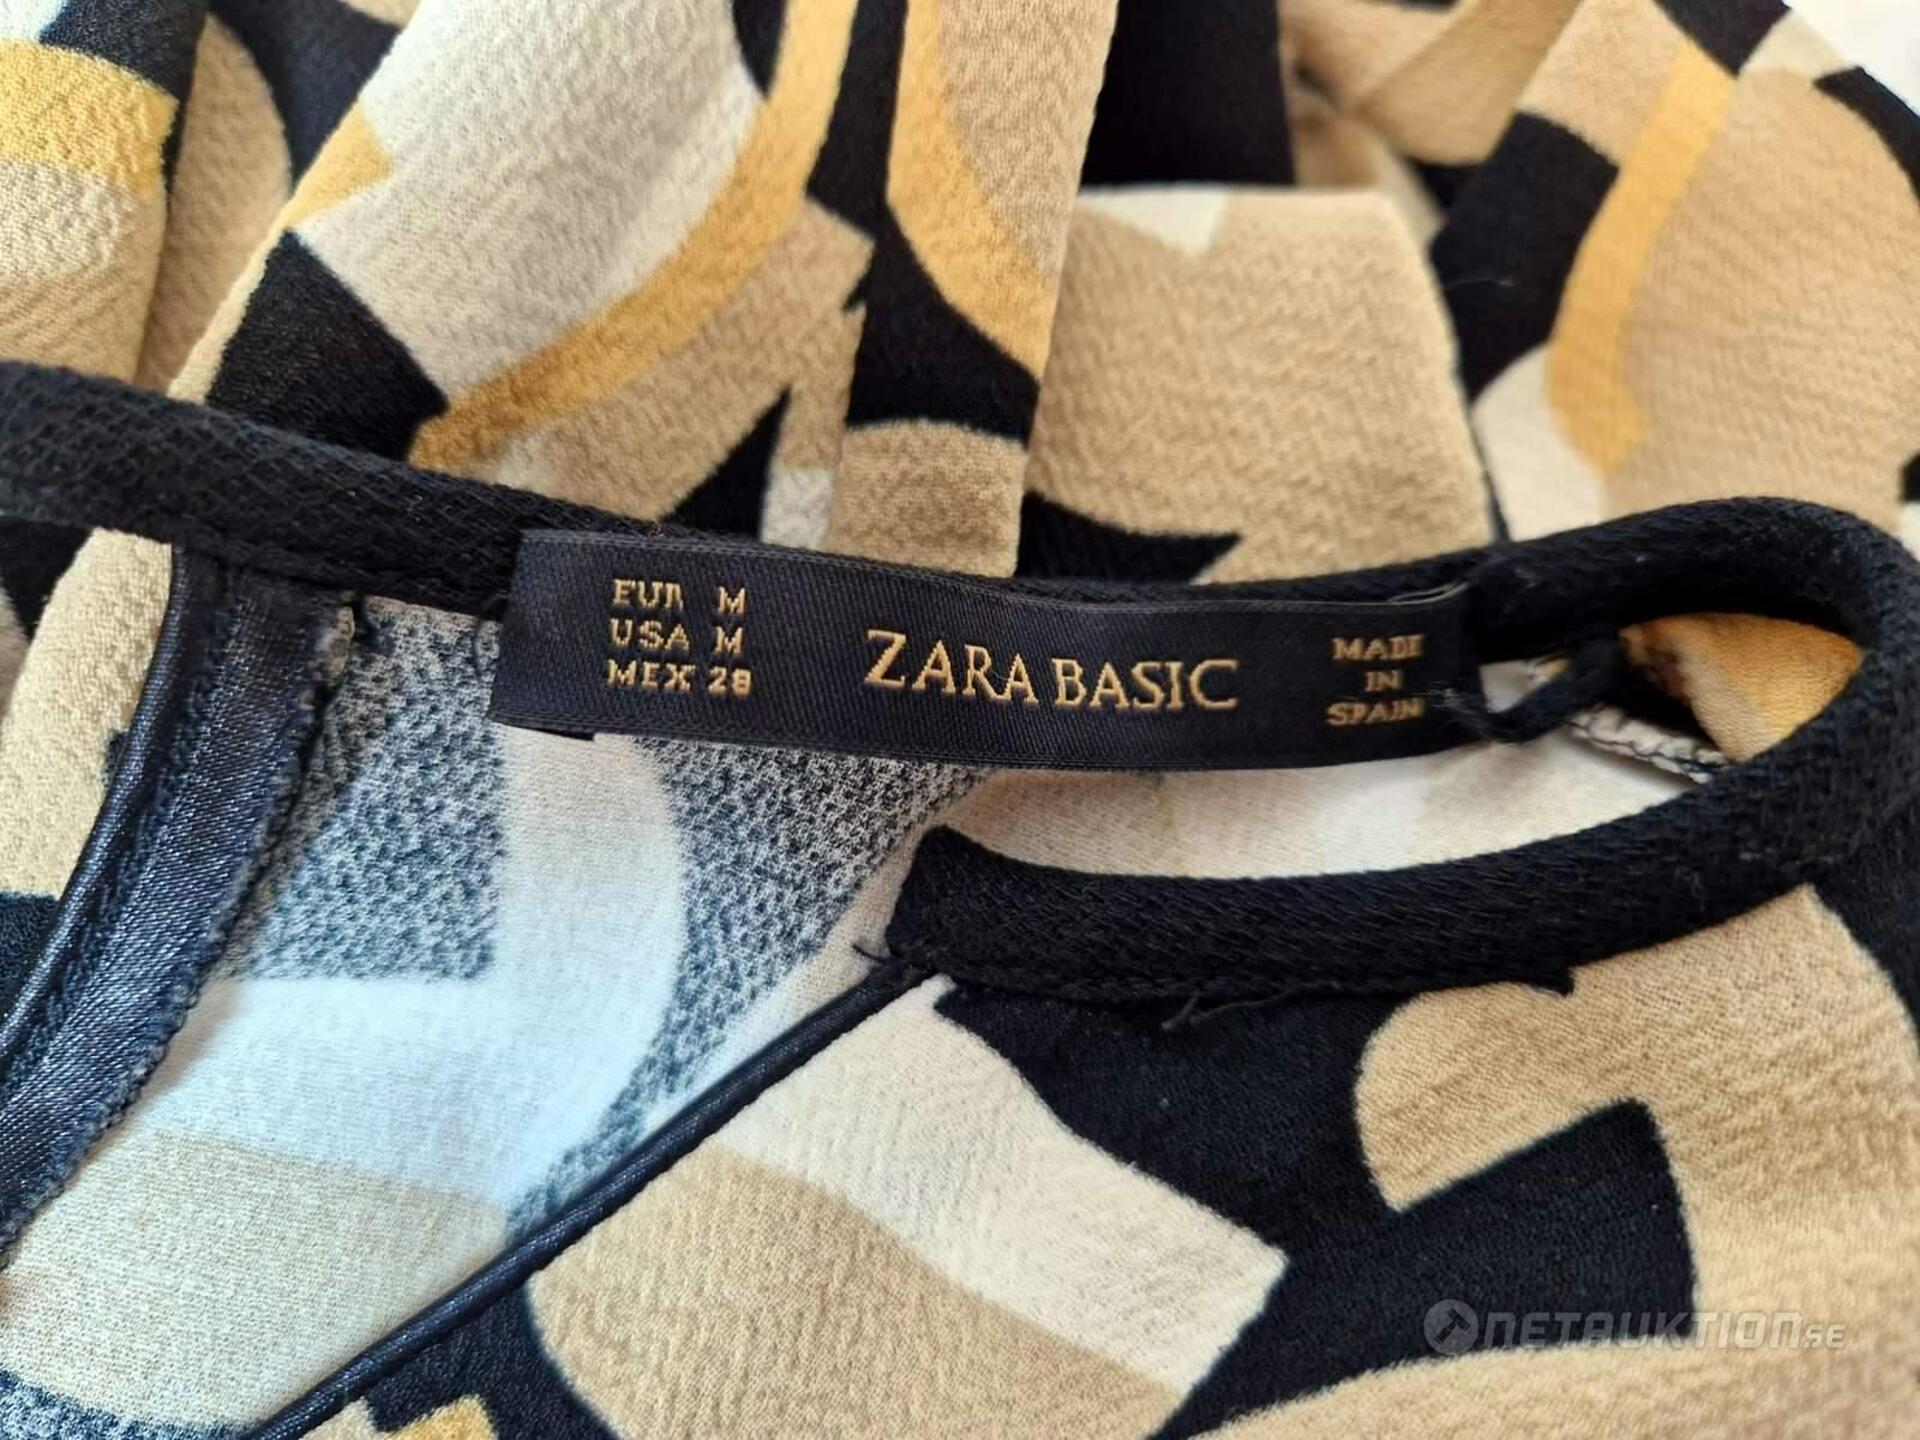 EUR M
USA M
MEX 28
ZARA BASIC
MADE
IN
SPAIN
NETAUKTION.SE